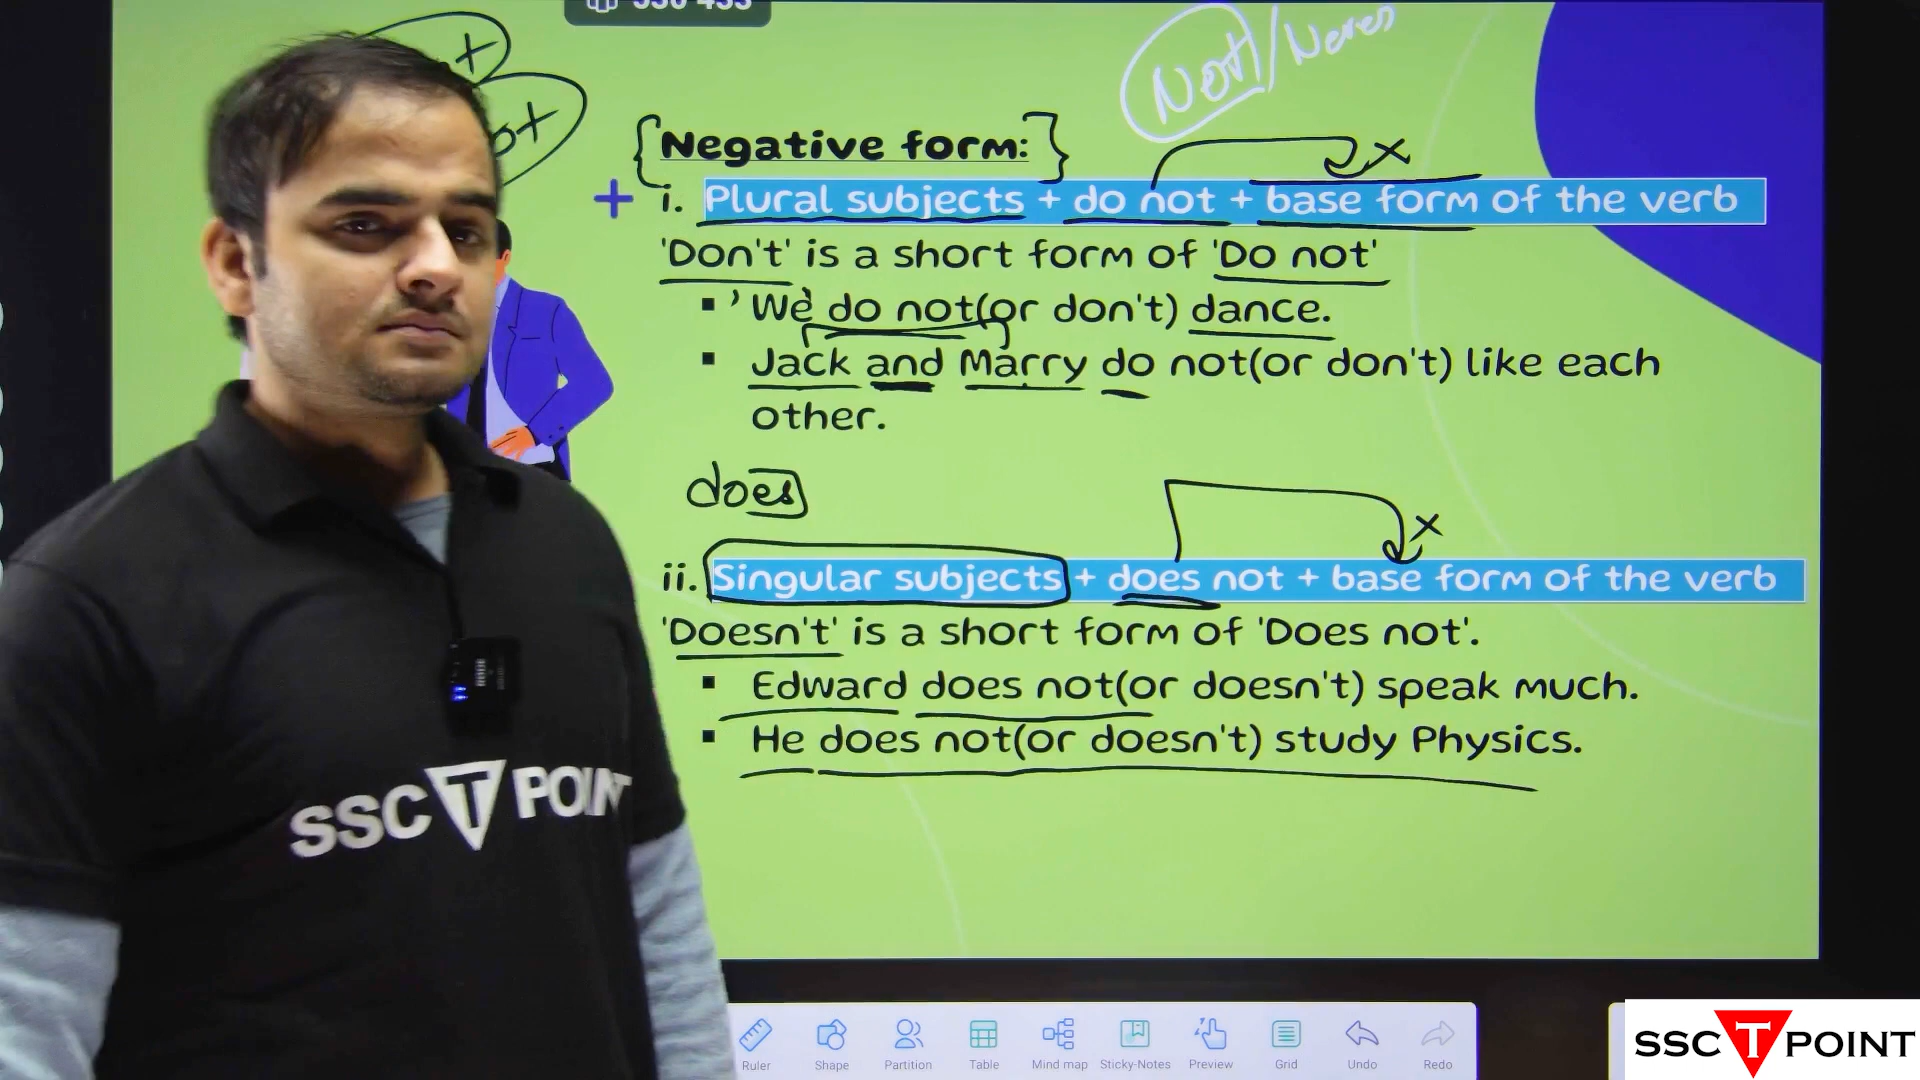 Not/Never
Negative form:
+ i. Plural subjects + do not + base form of the verb
'Don't' is a short form of 'Do not'
▪ 'We do not(or don't) dance.
▪ Jack and Marry do not(or don't) like each
other.
does
ii. Singular subjects + does not + base form of the verb
'Doesn't' is a short form of 'Does not'.
▪ Edward does not(or doesn't) speak much.
▪ He does not(or doesn't) study Physics.
SSC T POINT
Ruler Shape Partition Table Mind map Sticky-Notes Preview Grid Undo Redo
SSC T POINT